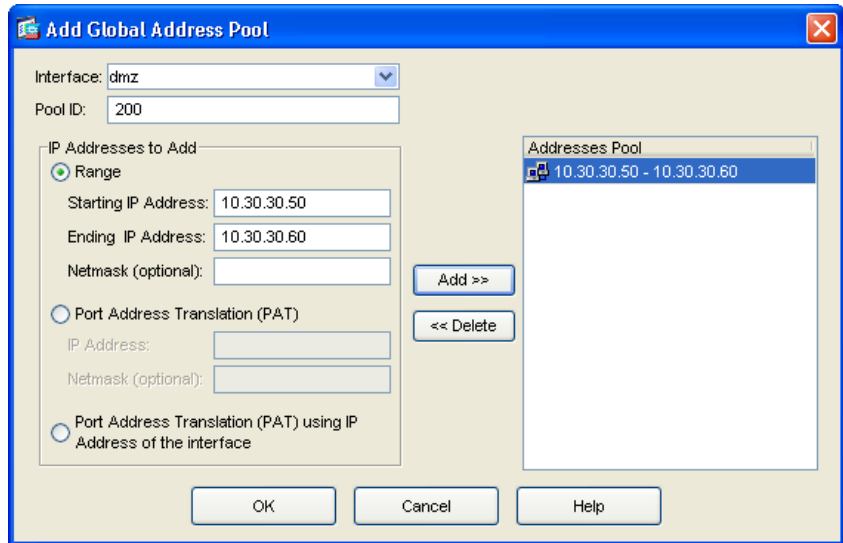 Add Global Address Pool
Interface: dmz
Pool ID: 200
IP Addresses to Add
Range
Starting IP Address: 10.30.30.50
Ending IP Address: 10.30.30.60
Netmask (optional):
Port Address Translation (PAT)
IP Address:
Netmask (optional):
Port Address Translation (PAT) using IP
Address of the interface
Add >>
<< Delete
Addresses Pool
10.30.30.50 - 10.30.30.60
OK
Cancel
Help